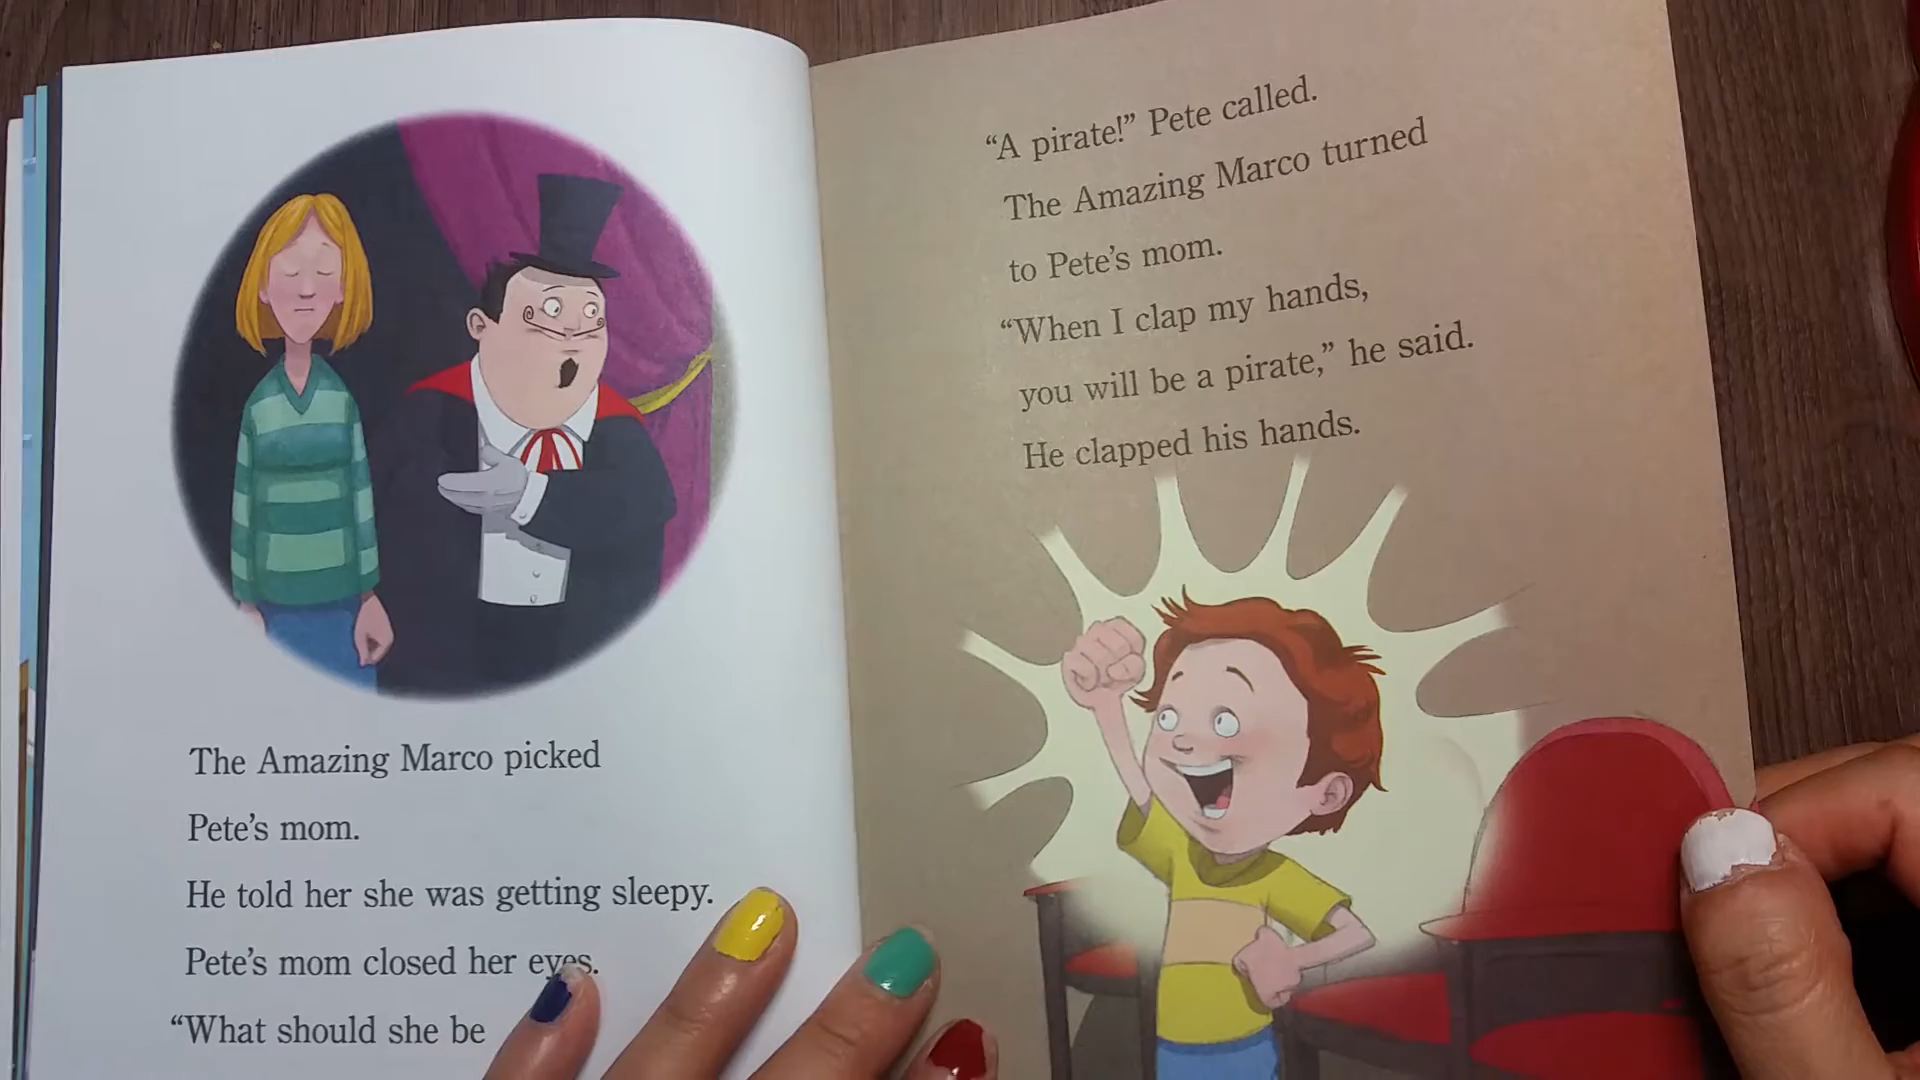 The Amazing Marco picked
Pete's mom.
He told her she was getting sleepy.
Pete's mom closed her eyes.
“What should she be
“A pirate!” Pete called.
The Amazing Marco turned
to Pete's mom.
“When I clap my hands,
you will be a pirate,” he said.
He clapped his hands.